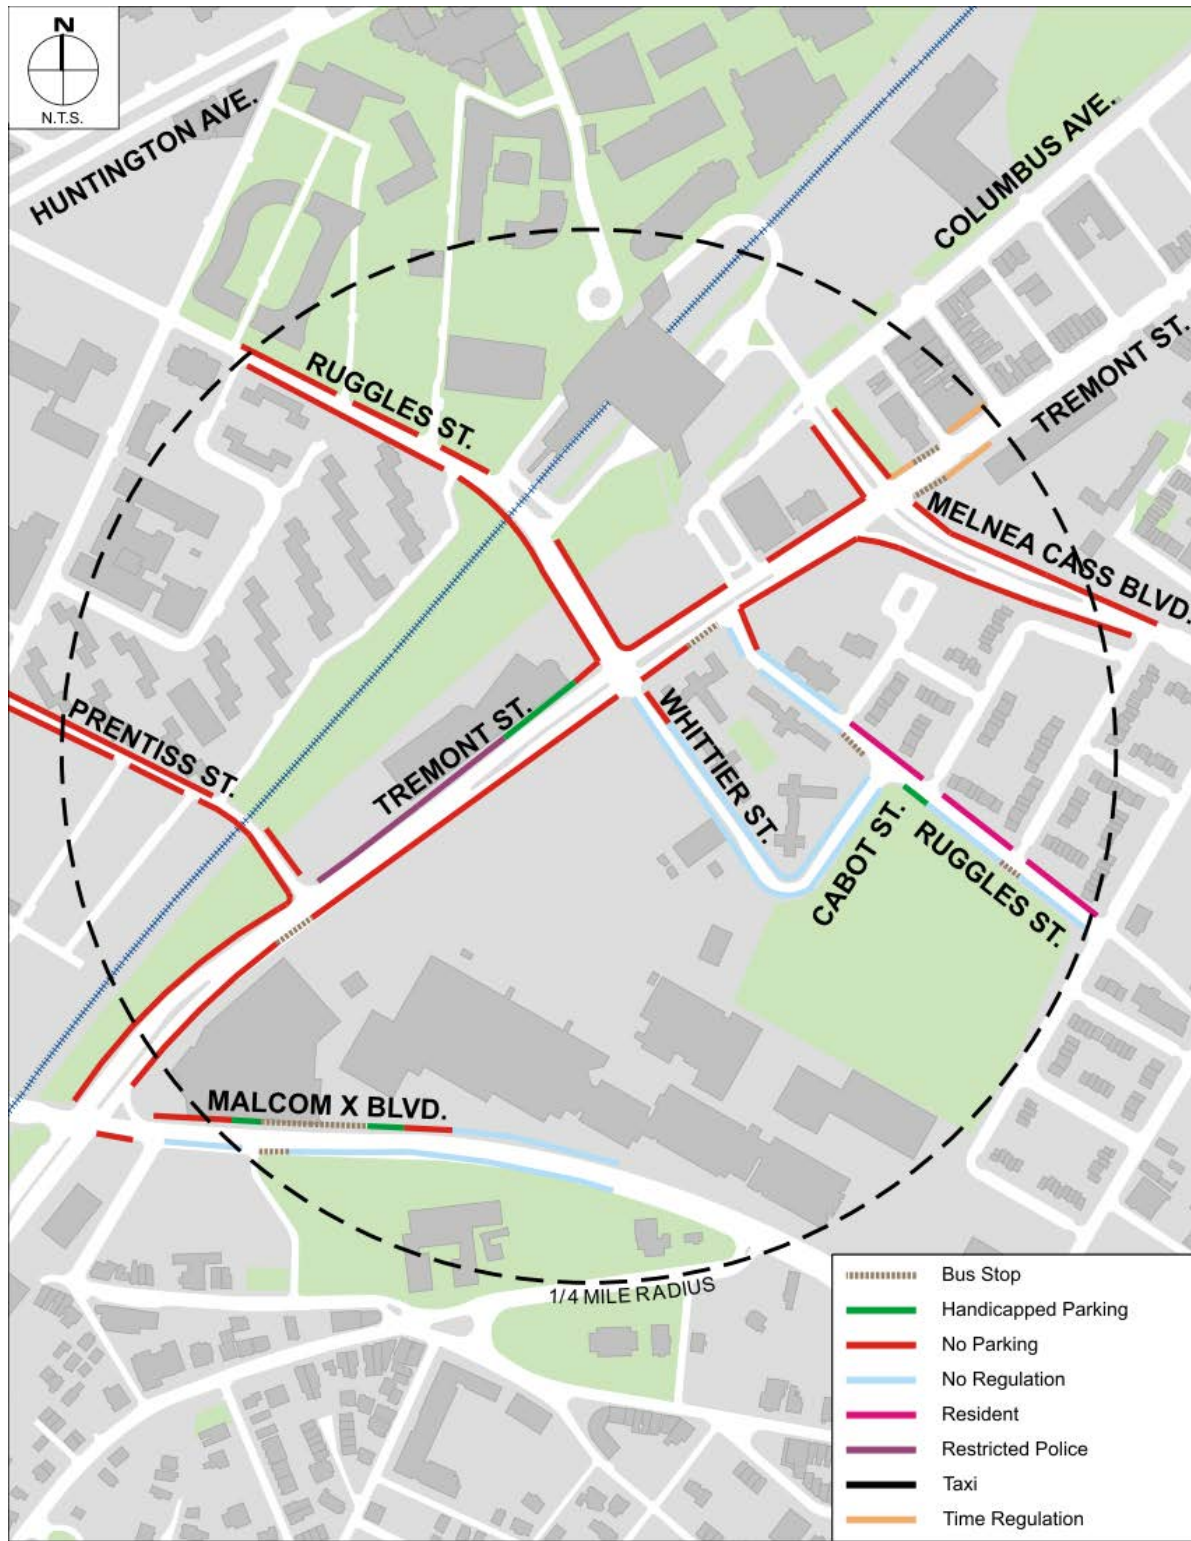 N
N.T.S.
HUNTINGTON AVE.
COLUMBUS AVE.
TREMONT ST.
RUGGLES ST.
MELNEA CASS BLVD.
PRENTISS ST.
TREMONT ST.
WHITTIER ST.
CABOT ST.
RUGGLES ST.
MALCOM X BLVD.
1/4 MILE RADIUS
Bus Stop
Handicapped Parking
No Parking
No Regulation
Resident
Restricted Police
Taxi
Time Regulation